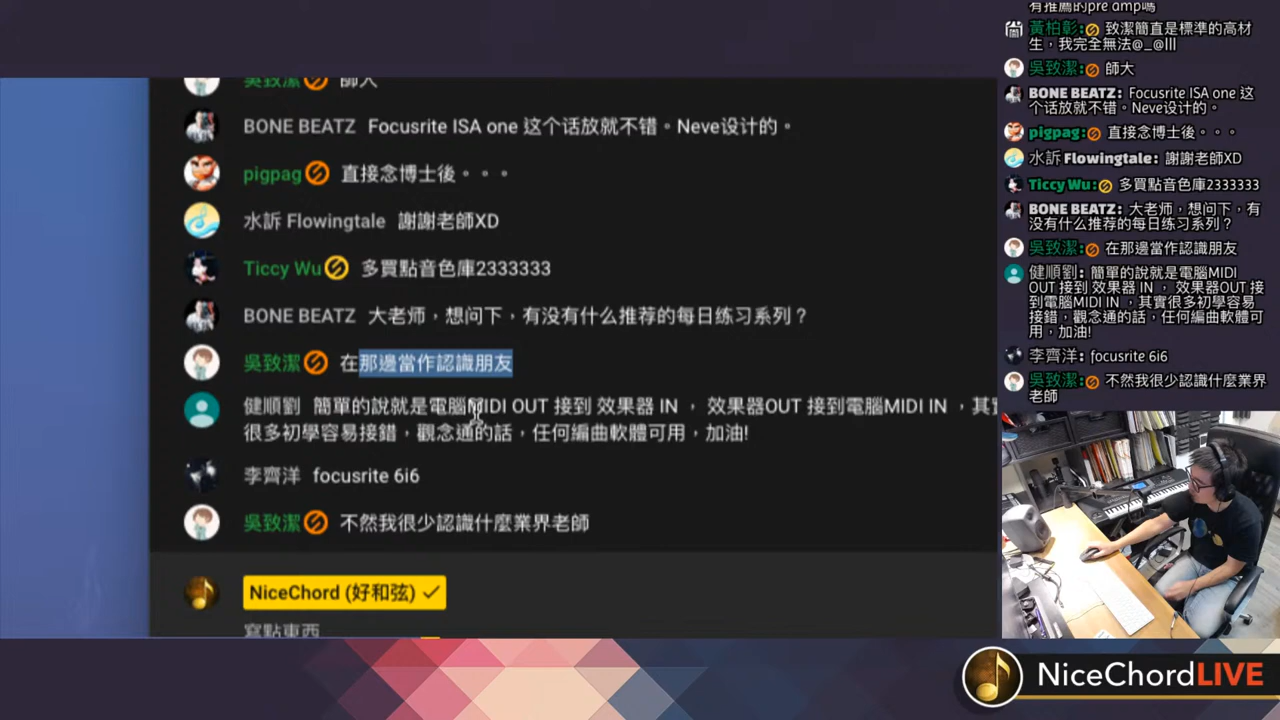 吳致潔 師大
BONE BEATZ Focusrite ISA one 这个话放就不错。Neve设计的。
pigpag 直接念博士後。。。
水訴 Flowingtale 謝謝老師XD
Ticcy Wu 多買點音色庫2333333
BONE BEATZ 大老师，想问下，有没有什么推荐的每日练习系列？
吳致潔 在那邊當作認識朋友
健順劉 簡單的說就是電腦MIDI OUT 接到 效果器 IN ， 效果器OUT 接到電腦MIDI IN ，其實
很多初學容易接錯，觀念通的話，任何編曲軟體可用，加油!
李齊洋 focusrite 6i6
吳致潔 不然我很少認識什麼業界老師
NiceChord (好和弦)
寫點東西
有推薦的pre amp嗎
黃柏彰: 致潔簡直是標準的高材
生，我完全無法@_@|||
吳致潔: 師大
BONE BEATZ: Focusrite ISA one 这
个话放就不错。Neve设计的。
pigpag: 直接念博士後。。。
水訴 Flowingtale: 謝謝老師XD
Ticcy Wu: 多買點音色庫2333333
BONE BEATZ: 大老师，想问下，有
没有什么推荐的每日练习系列？
吳致潔: 在那邊當作認識朋友
健順劉: 簡單的說就是電腦MIDI
OUT 接到 效果器 IN ， 效果器OUT 接
到電腦MIDI IN ，其實很多初學容易
接錯，觀念通的話，任何編曲軟體可
用，加油!
李齊洋: focusrite 6i6
吳致潔: 不然我很少認識什麼業界
老師
NiceChordLIVE